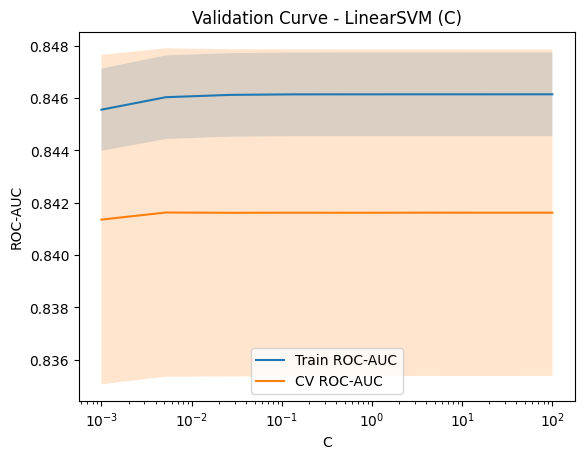 Validation Curve - LinearSVM (C)
ROC-AUC
0.848
0.846
0.844
0.842
0.840
0.838
0.836
Train ROC-AUC
CV ROC-AUC
10⁻³
10⁻²
10⁻¹
10⁰
10¹
10²
C